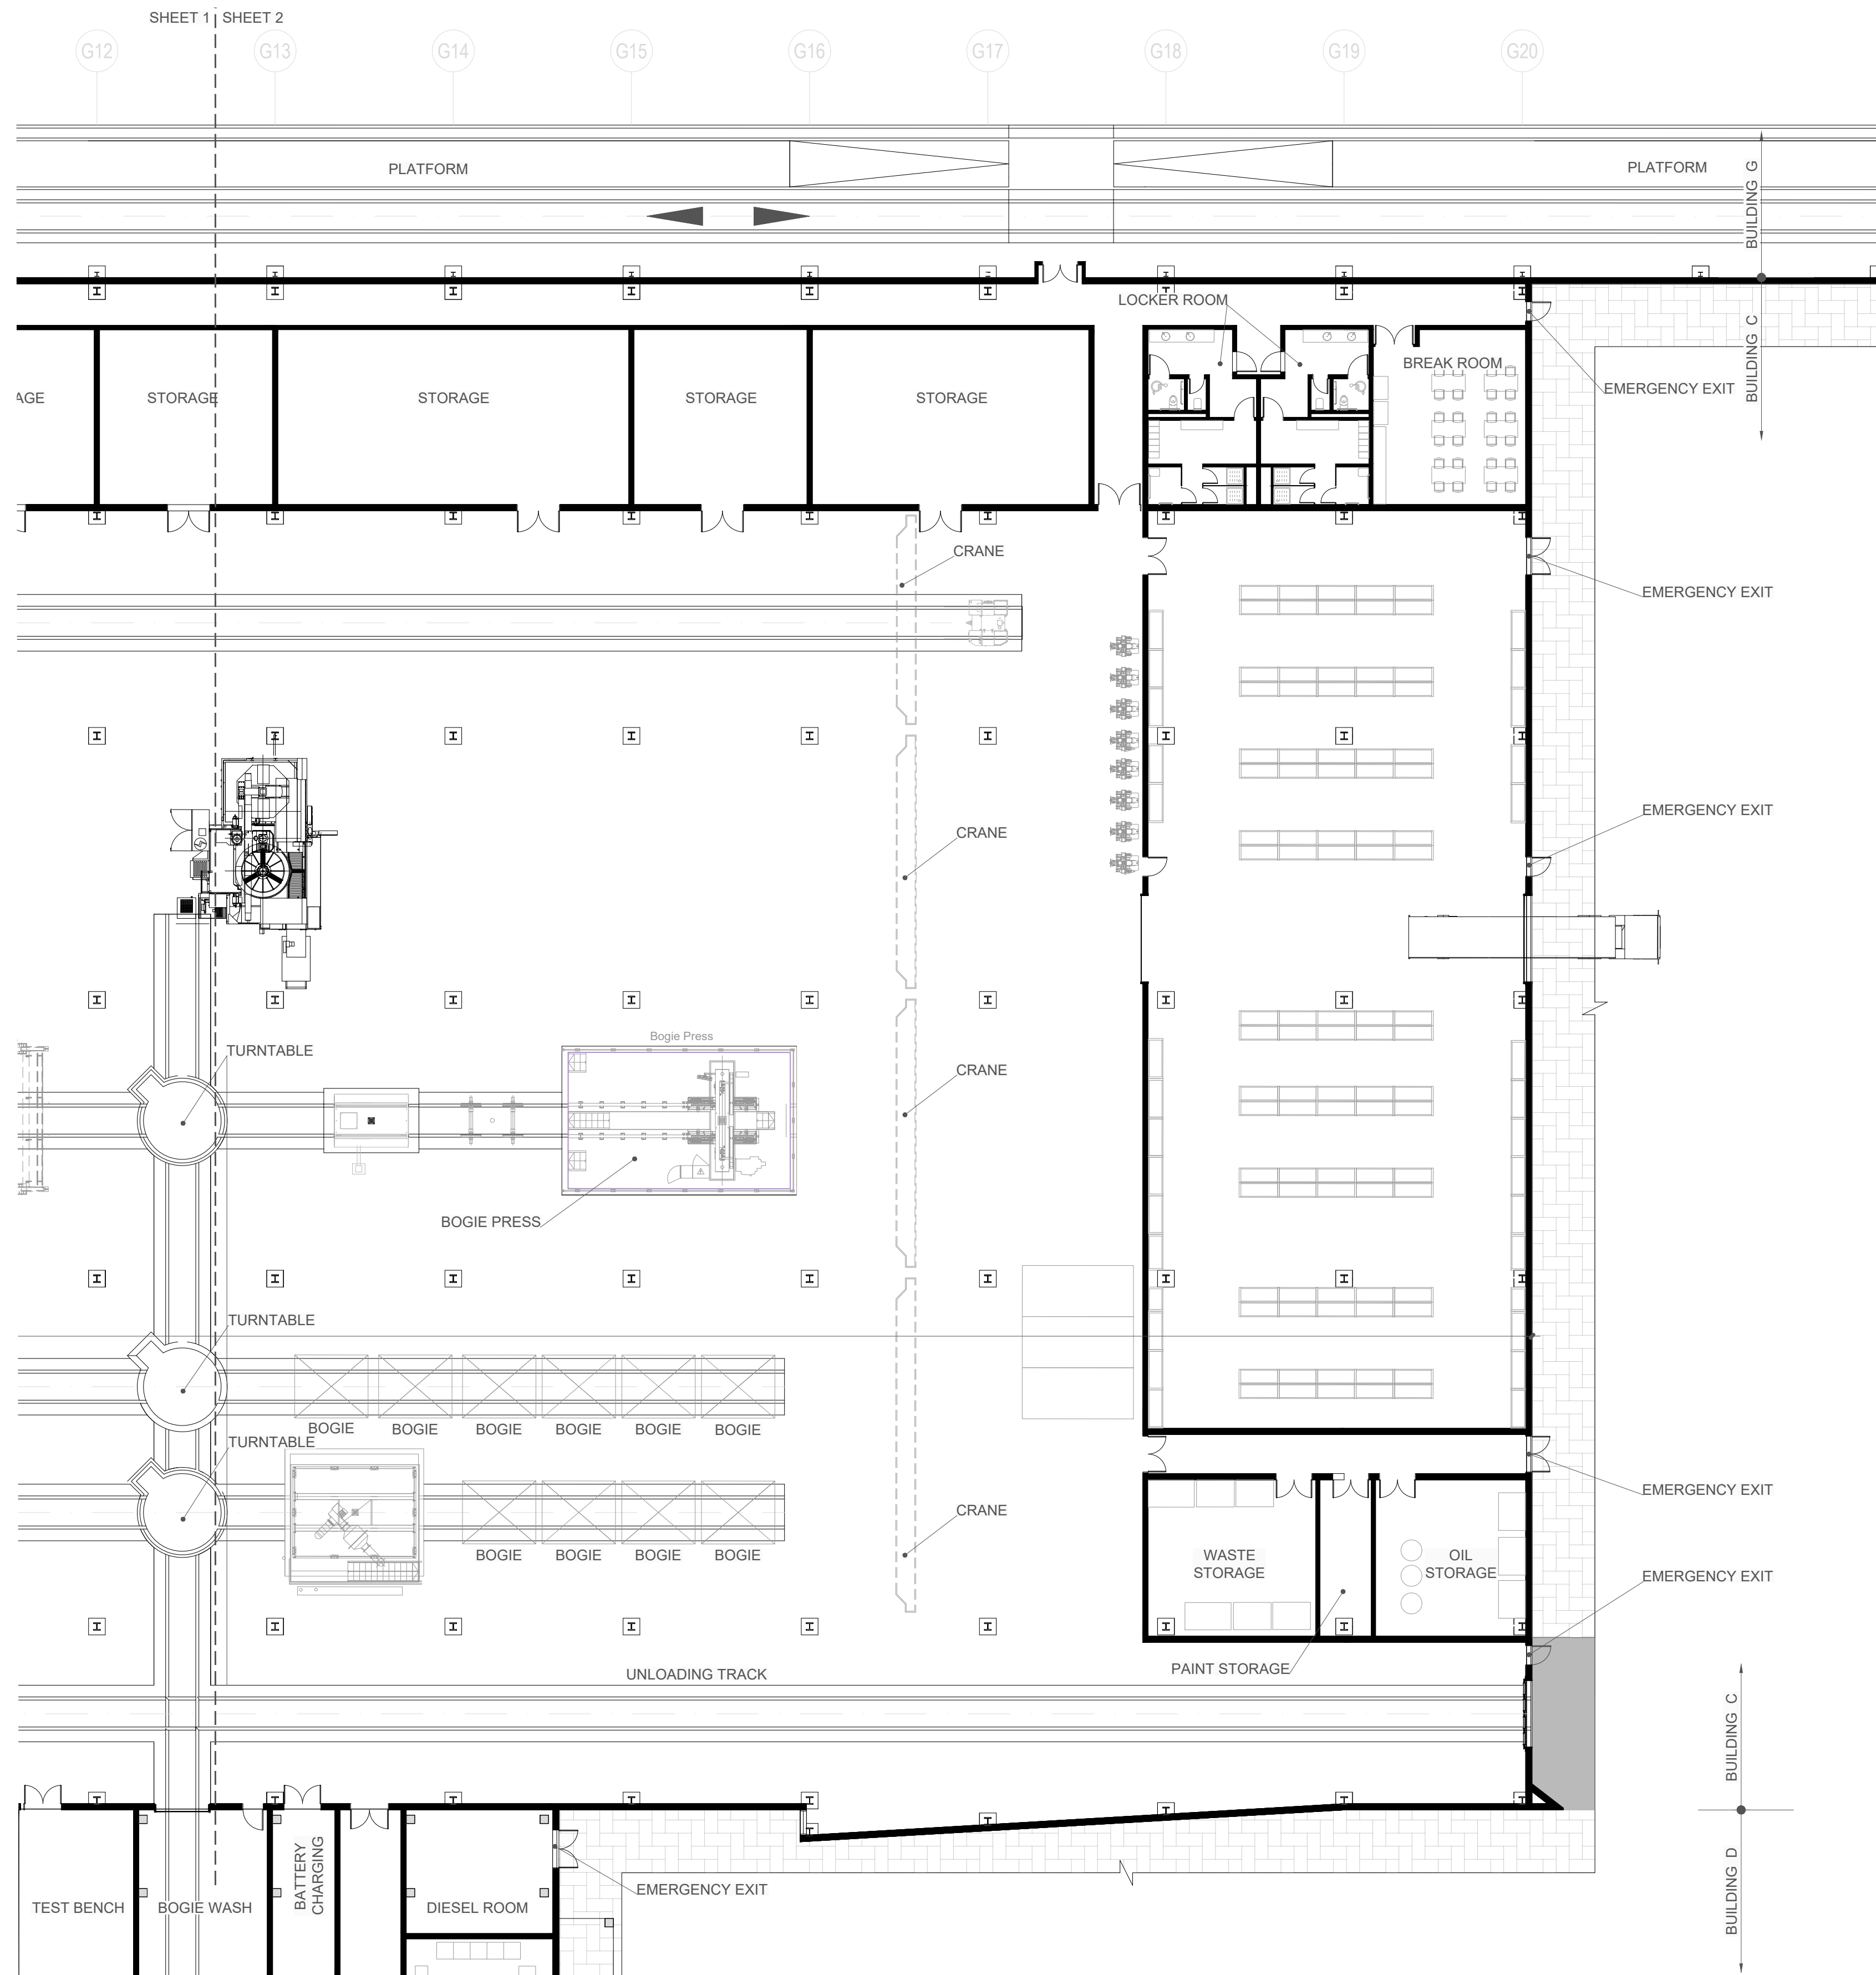 SHEET 1 SHEET 2
G12 G13 G14 G15 G16 G17 G18 G19 G20
PLATFORM
PLATFORM
BUILDING G
BUILDING C
LOCKER ROOM
BREAK ROOM
EMERGENCY EXIT
AGE
STORAGE
STORAGE
STORAGE
STORAGE
CRANE
EMERGENCY EXIT
CRANE
EMERGENCY EXIT
Bogie Press
TURNTABLE
CRANE
BOGIE PRESS
TURNTABLE
BOGIE BOGIE BOGIE BOGIE BOGIE BOGIE
TURNTABLE
EMERGENCY EXIT
CRANE
BOGIE BOGIE BOGIE BOGIE
WASTE
STORAGE
OIL
STORAGE
EMERGENCY EXIT
PAINT STORAGE
UNLOADING TRACK
BUILDING C
BUILDING D
BATTERY
CHARGING
EMERGENCY EXIT
TEST BENCH
BOGIE WASH
DIESEL ROOM